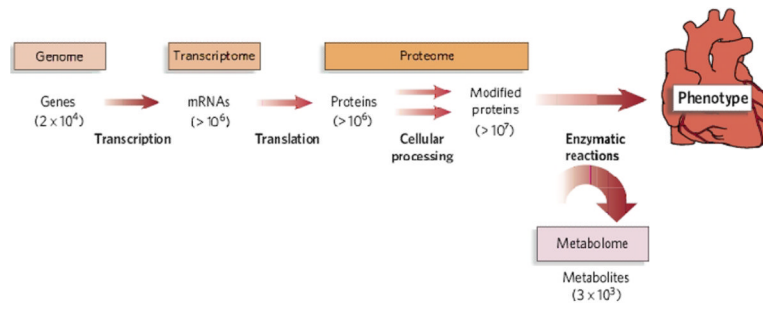 Genome
Transcriptome
Proteome
Genes
(2 x 10⁴)
Transcription
mRNAs
(> 10⁶)
Translation
Proteins
(> 10⁶)
Cellular
processing
Modified
proteins
(> 10⁷)
Enzymatic
reactions
Phenotype
Metabolome
Metabolites
(3 x 10³)